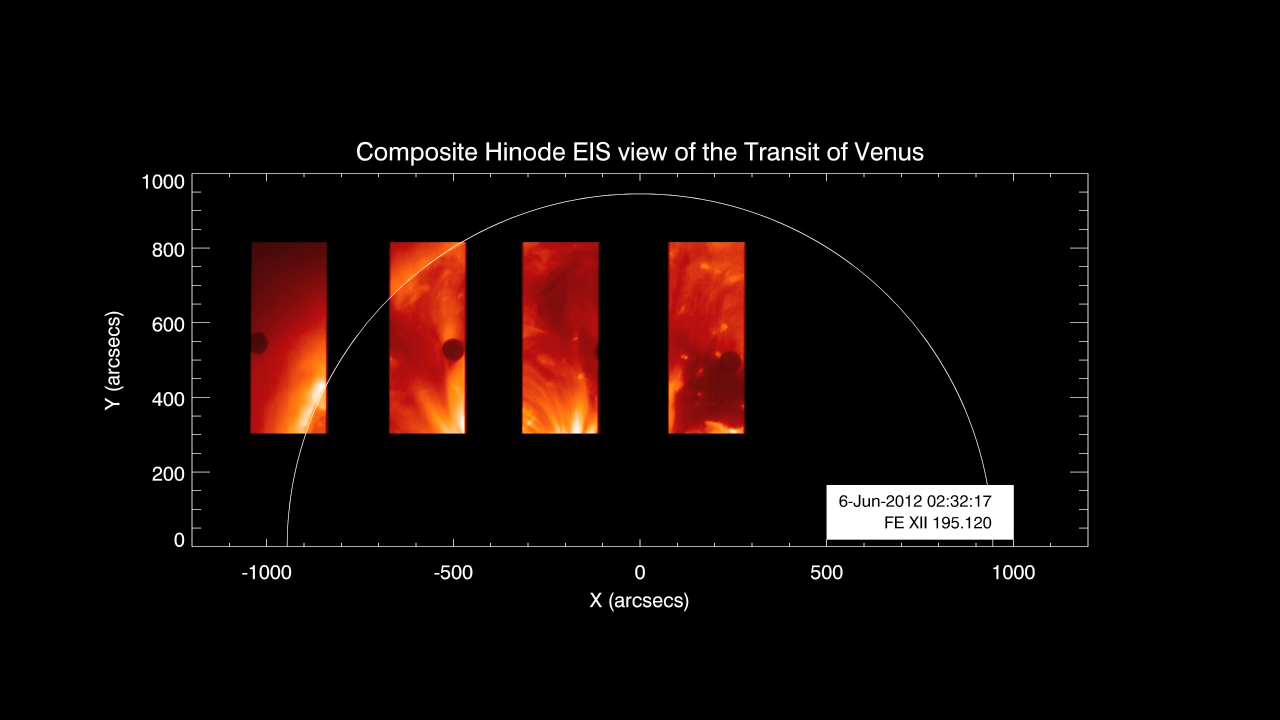 Composite Hinode EIS view of the Transit of Venus
1000
800
600
400
200
0
Y (arcsecs)
6-Jun-2012 02:32:17
FE XII 195.120
-1000 -500 0 500 1000
X (arcsecs)